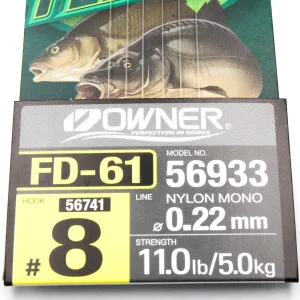 OWNER®
PERFECTION IN HOOKS
FD-61
MODEL NO.
56933
HOOK 56741
LINE NYLON MONO
#8
ø 0.22 mm
STRENGTH
11.0lb/5.0kg